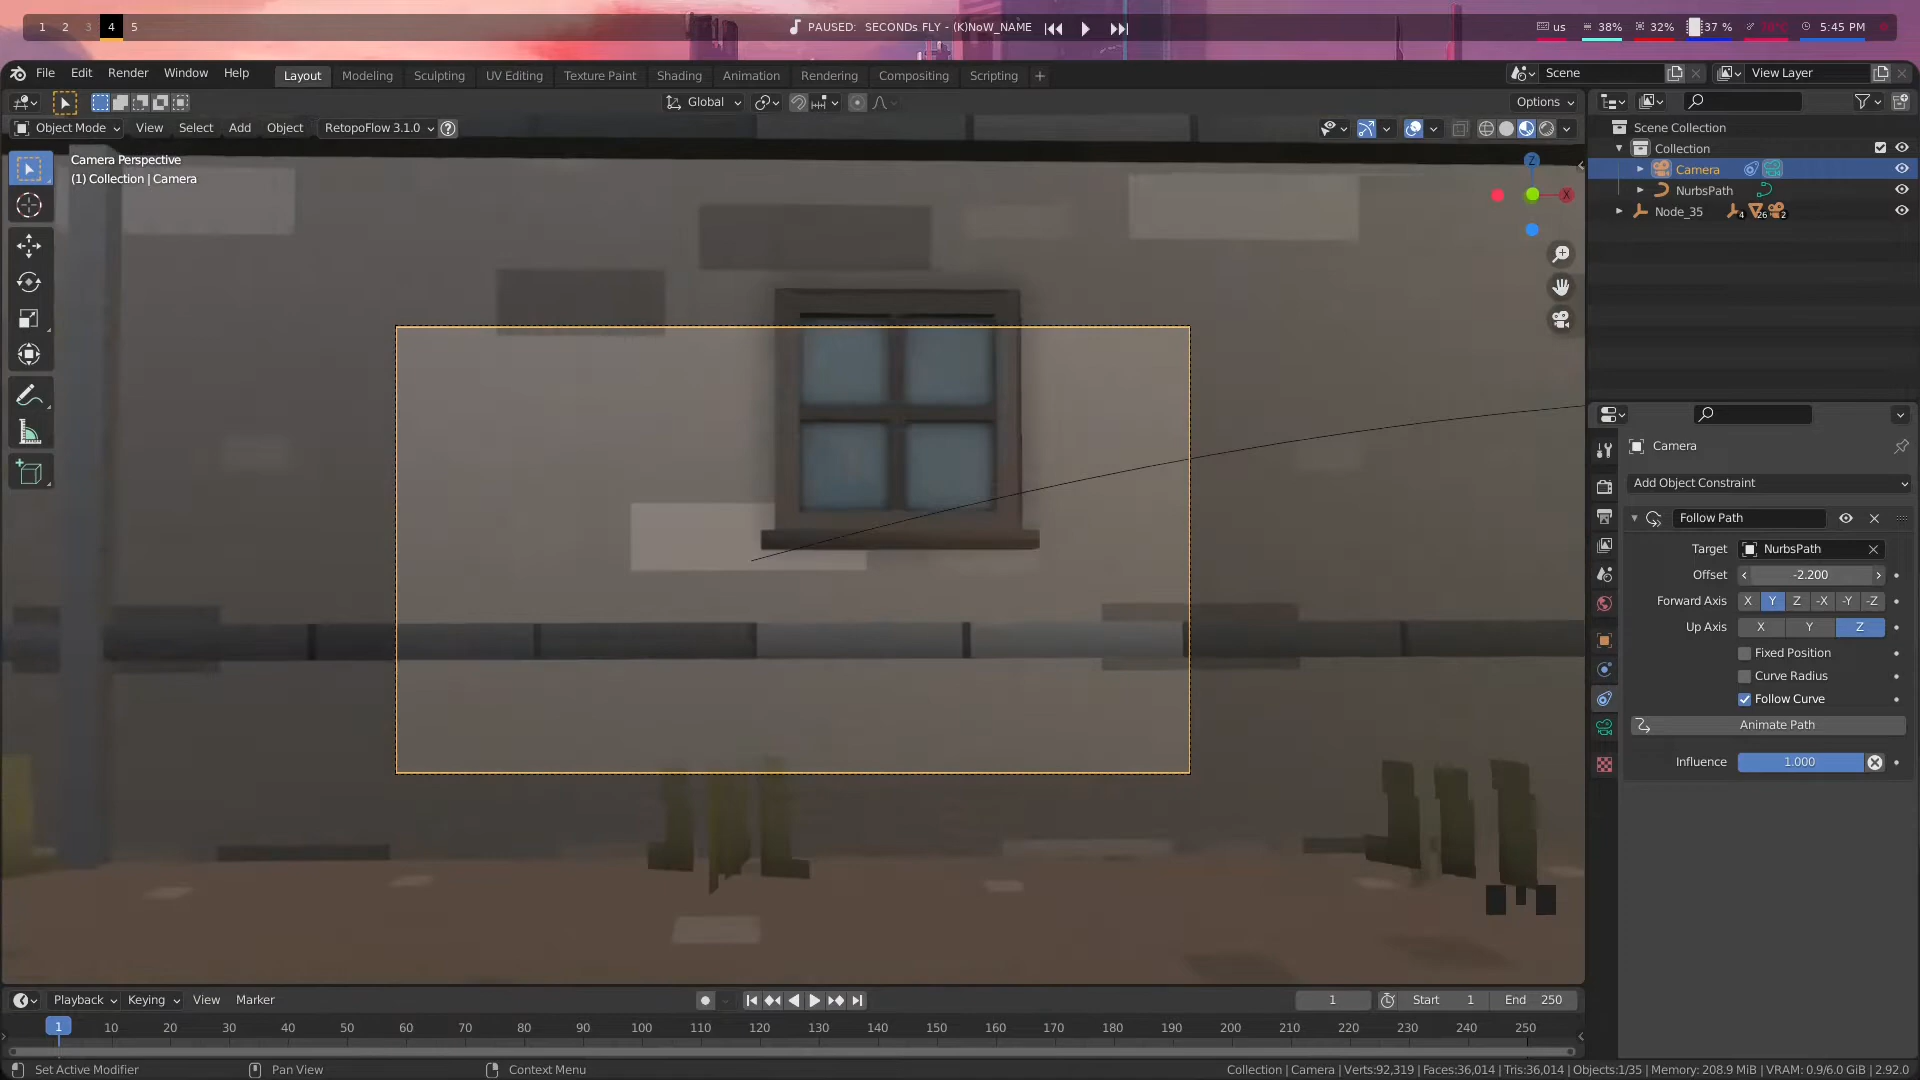 1 2 3 4 5 PAUSED: SECONDs FLY - (K)NoW_NAME us 38% 32% 37 % 5:45 PM
File Edit Render Window Help Layout Modeling Sculpting UV Editing Texture Paint Shading Animation Rendering Compositing Scripting + Scene View Layer
Global Options
Object Mode View Select Add Object RetopoFlow 3.1.0 ?
Camera Perspective
(1) Collection | Camera
Z
X
Scene Collection
Collection
Camera
NurbsPath
Node_35 4 26 2
Camera
Add Object Constraint
Follow Path
Target NurbsPath
Offset -2.200
Forward Axis X Y Z -X -Y -Z
Up Axis X Y Z
Fixed Position
Curve Radius
Follow Curve
Animate Path
Influence 1.000
Playback Keying View Marker 1 Start 1 End 250
1 10 20 30 40 50 60 70 80 90 100 110 120 130 140 150 160 170 180 190 200 210 220 230 240 250
Set Active Modifier Pan View Context Menu Collection | Camera | Verts:92,319 | Faces:36,014 | Tris:36,014 | Objects:1/35 | Memory: 208.9 MiB | VRAM: 0.9/6.0 GiB | 2.92.0